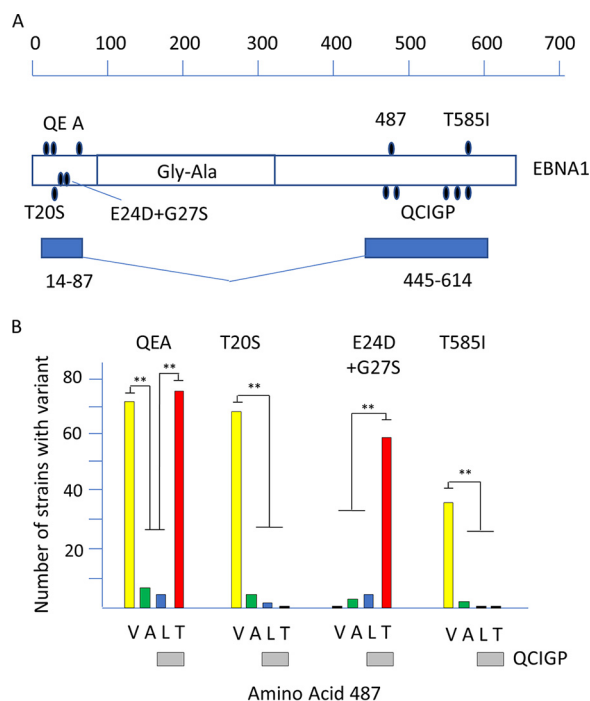 A
0 100 200 300 400 500 600 700
QE A 487 T585I
Gly-Ala EBNA1
T20S E24D+G27S QCIGP
14-87 445-614
B
QEA T20S E24D T585I
+G27S
Number of strains with variant
80
60
40
20
** ** ** ** **
V A L T V A L T V A L T V A L T
QCIGP
Amino Acid 487